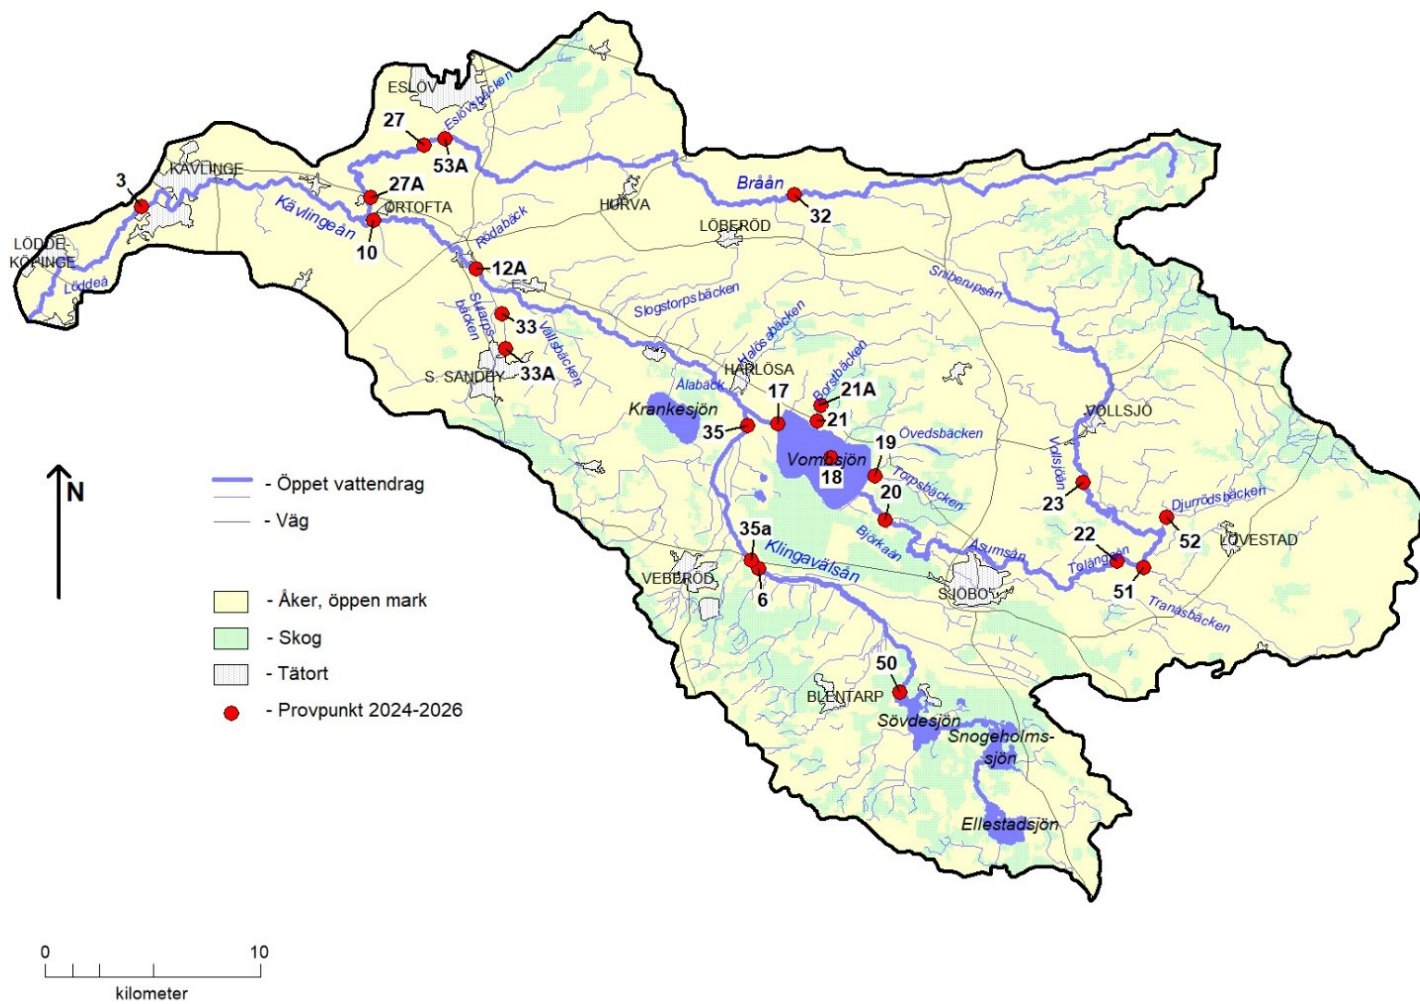 ESLÖV
Eslövsbäcken
27
53A
KÄVLINGE
3
27A
ÖRTOFTA
Kävlingeån
10
Bråån
32
HURVA
LÖBERÖD
LÖDDE-
KÖPINGE
Löddeå
Rödabäck
12A
Sniberupsån
Slogstorpsbäcken
Sularps-
bäcken
33
Vällsbäcken
33A
S. SANDBY
Halösabäcken
HARLÖSA
Borstbäcken
Ålabäck
17
21A
21
Krankesjön
35
VOLLSJÖ
Övedsbäcken
Vombsjön
18
19
Torpsbäcken
20
Vollsjöån
23
Djurrödsbäcken
52
LÖVESTAD
N
- Öppet vattendrag
- Väg
35a
Klingavälsån
Björkaån
Åsumsån
22
Tolångaån
51
VEBERÖD
6
SJÖBO
Tranåsbäcken
- Åker, öppen mark
- Skog
- Tätort
- Provpunkt 2024-2026
50
BLENTARP
Sövdesjön
Snogeholms-
sjön
Ellestadsjön
0 10
kilometer